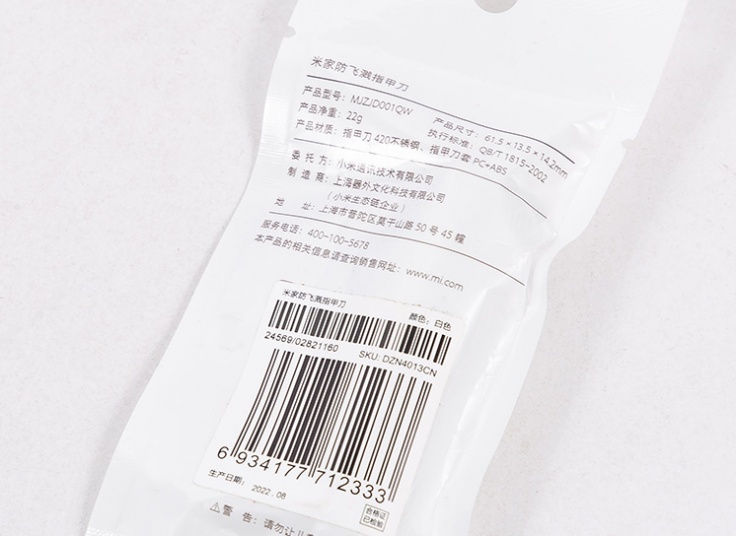 米家防飞溅指甲刀
产品型号：MJZJD001QW
产品尺寸：61.5×13.5×14.2mm
产品净重：22g
执行标准：QB/T 1815-2002
产品材质：指甲刀 420不锈钢、指甲刀套 PC+ABS
委 托 方：小米通讯技术有限公司
制 造 商：上海器外文化科技有限公司
（小米生态链企业）
地 址：上海市普陀区莫干山路 50 号 45 幢
服务电话：400-100-5678
本产品的相关信息请查询销售网址：www.mi.com
米家防飞溅指甲刀
颜色：白色
24569/02821160
SKU: DZN4013CN
6 934177 712333
生产日期： 2022.08
合格证
已检验
⚠警 告：请勿让儿